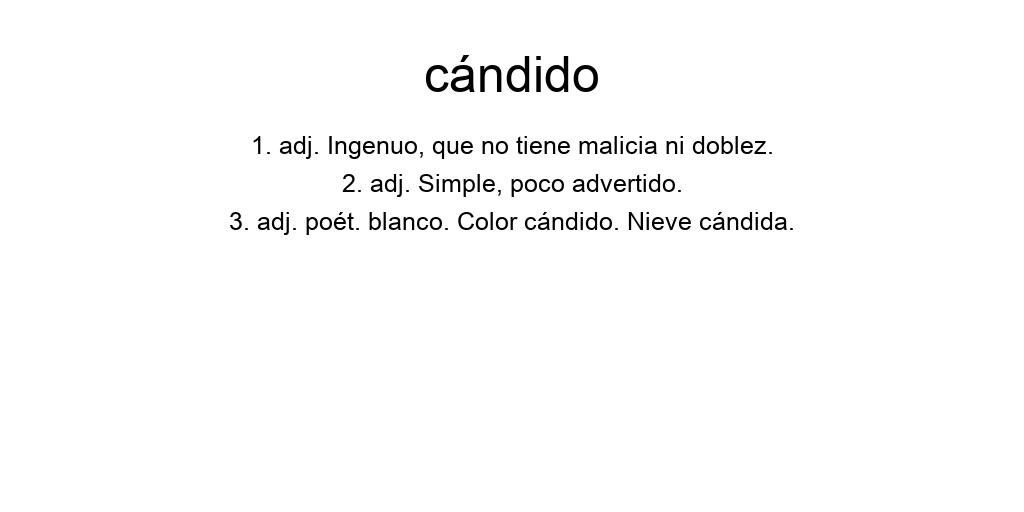 cándido
1. adj. Ingenuo, que no tiene malicia ni doblez.
2. adj. Simple, poco advertido.
3. adj. poét. blanco. Color cándido. Nieve cándida.